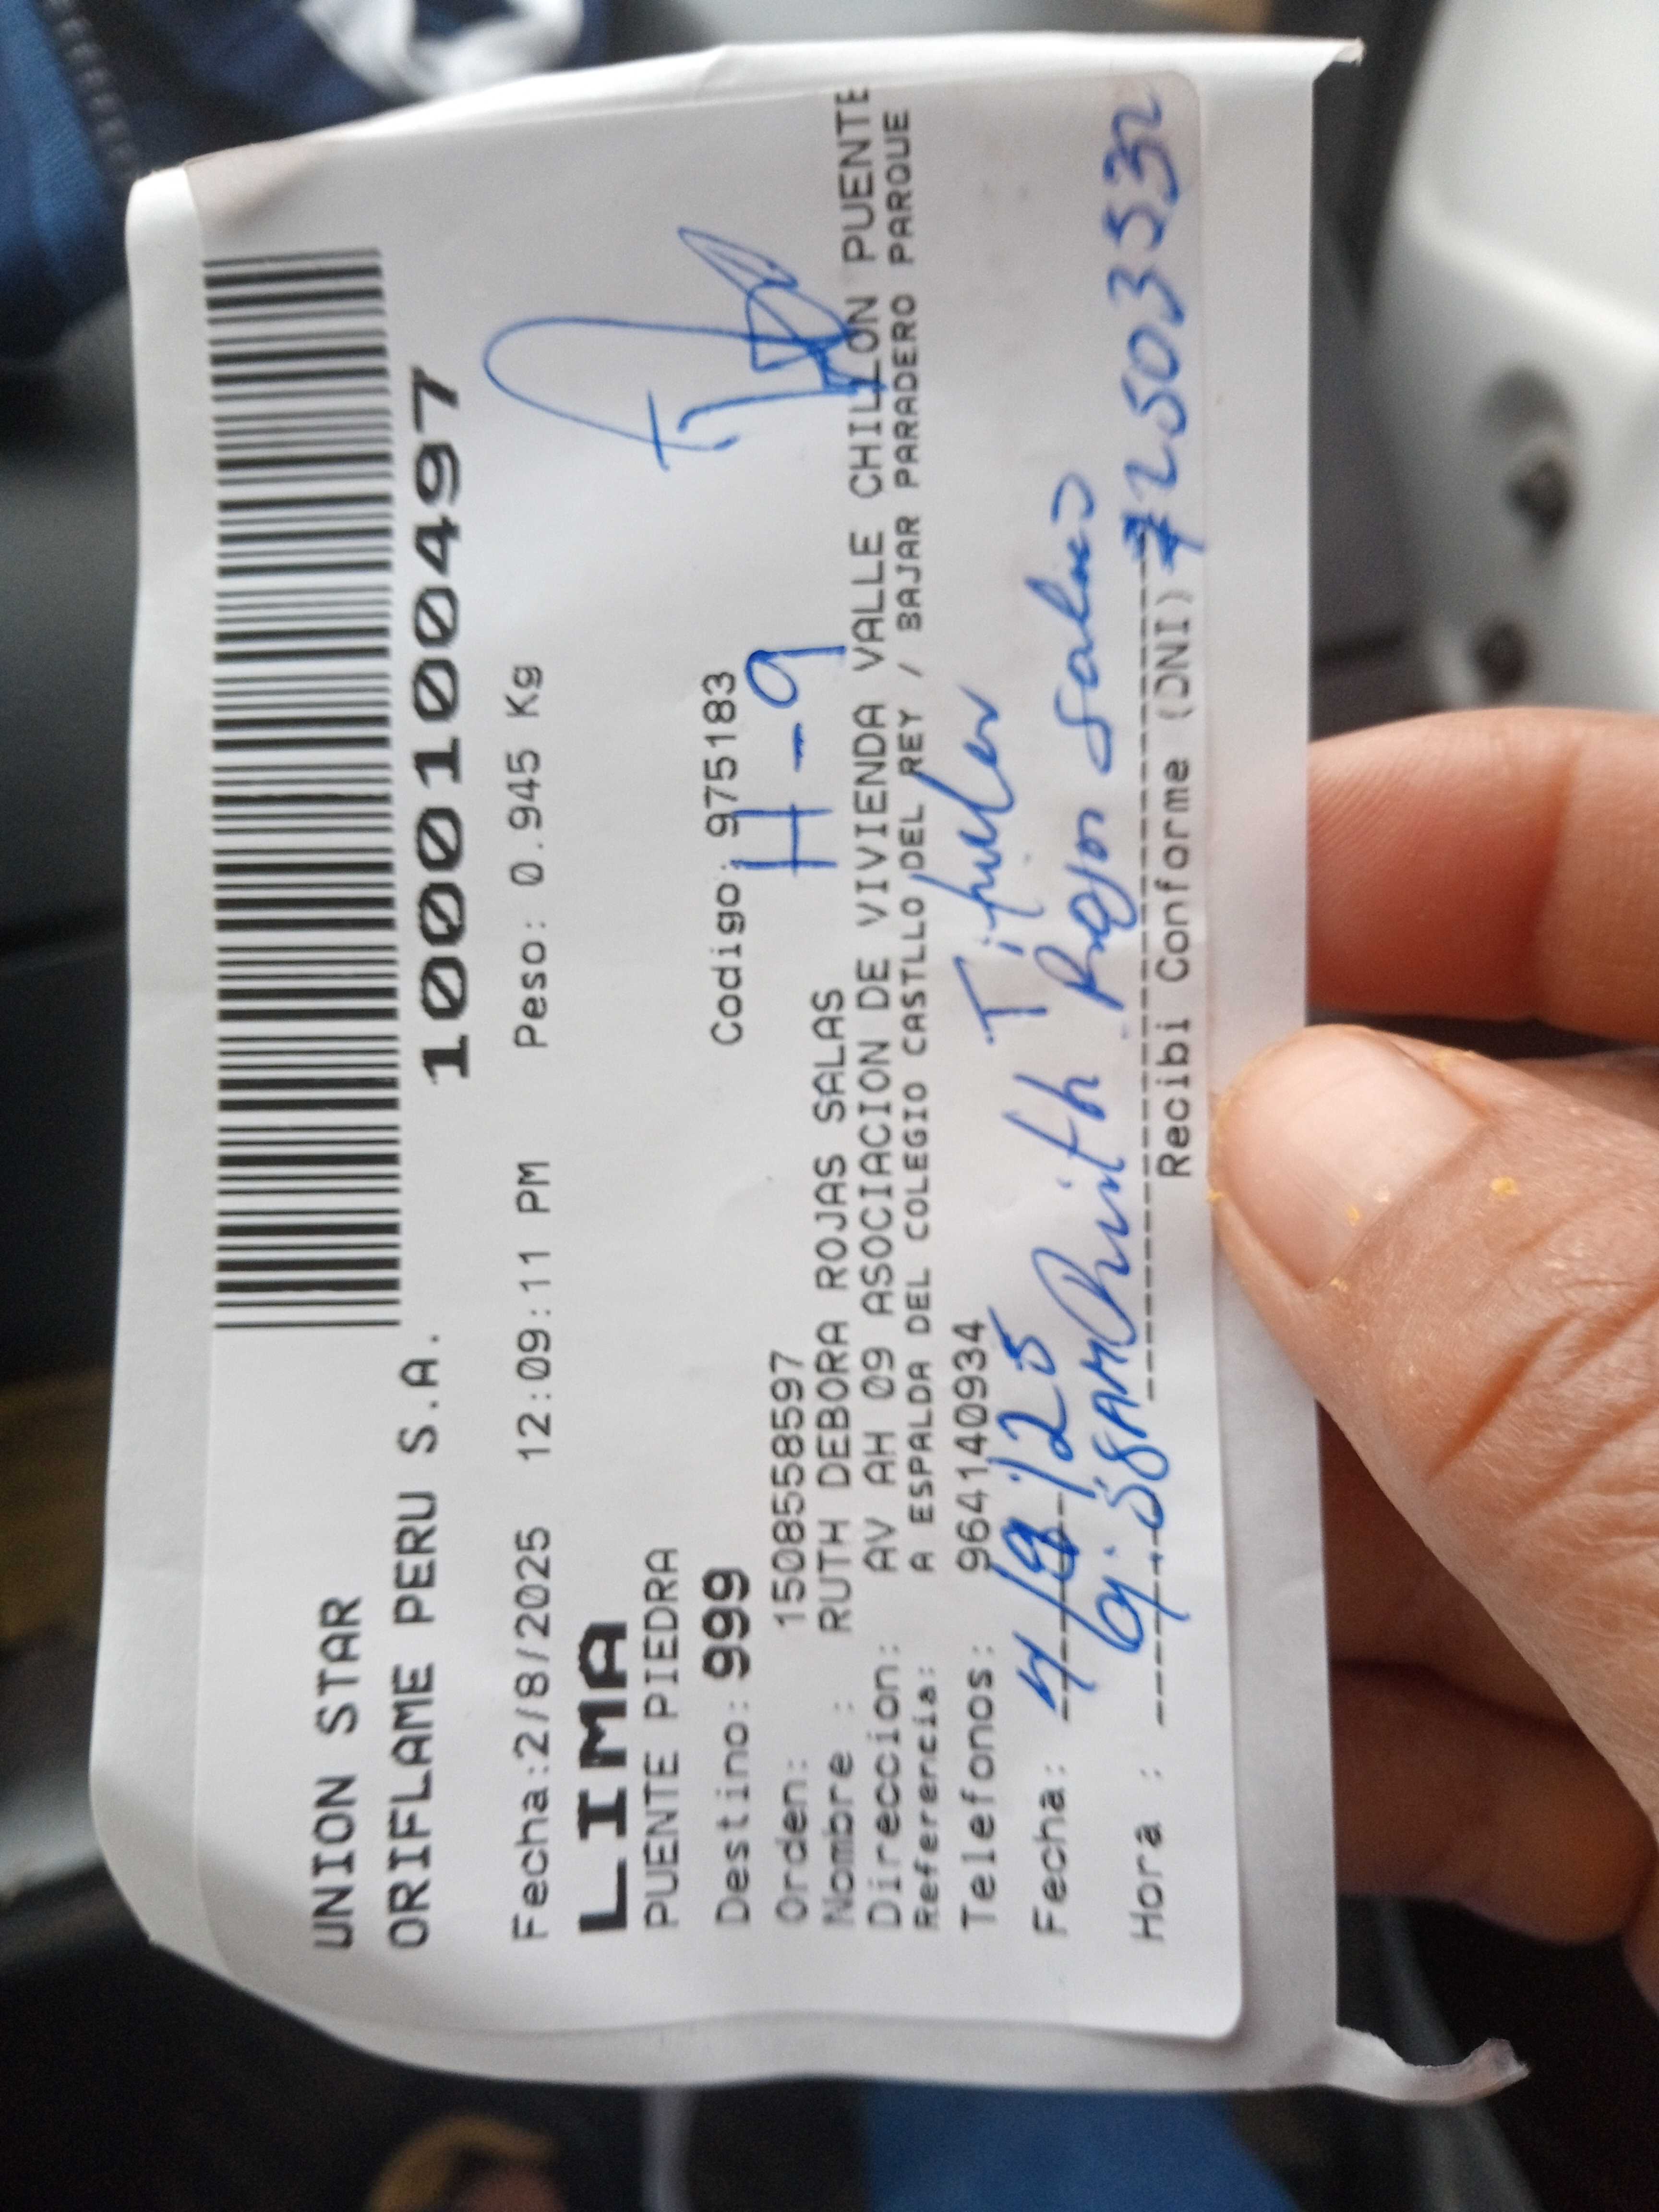 UNION STAR
ORIFLAME PERU S.A.
10001000497
Fecha:2/8/2025 12:09:11 PM Peso: 0.945 Kg
LIMA
PUENTE PIEDRA
Destino: 999 Codigo: 975183
H-9
Orden: 15085558597
Nombre : RUTH DEBORA ROJAS SALAS
Direccion: AV AH 09 ASOCIACION DE VIVIENDA VALLE CHILLON PUENTE
Referencia: A ESPALDA DEL COLEGIO CASTLLO DEL REY / BAJAR PARADERO PARQUE
Telefonos: 964140934
Fecha: 4/8/25 Titular
Hora : 9:58AM Ruth Rojas Salas 72503532
Recibi Conforme (DNI)